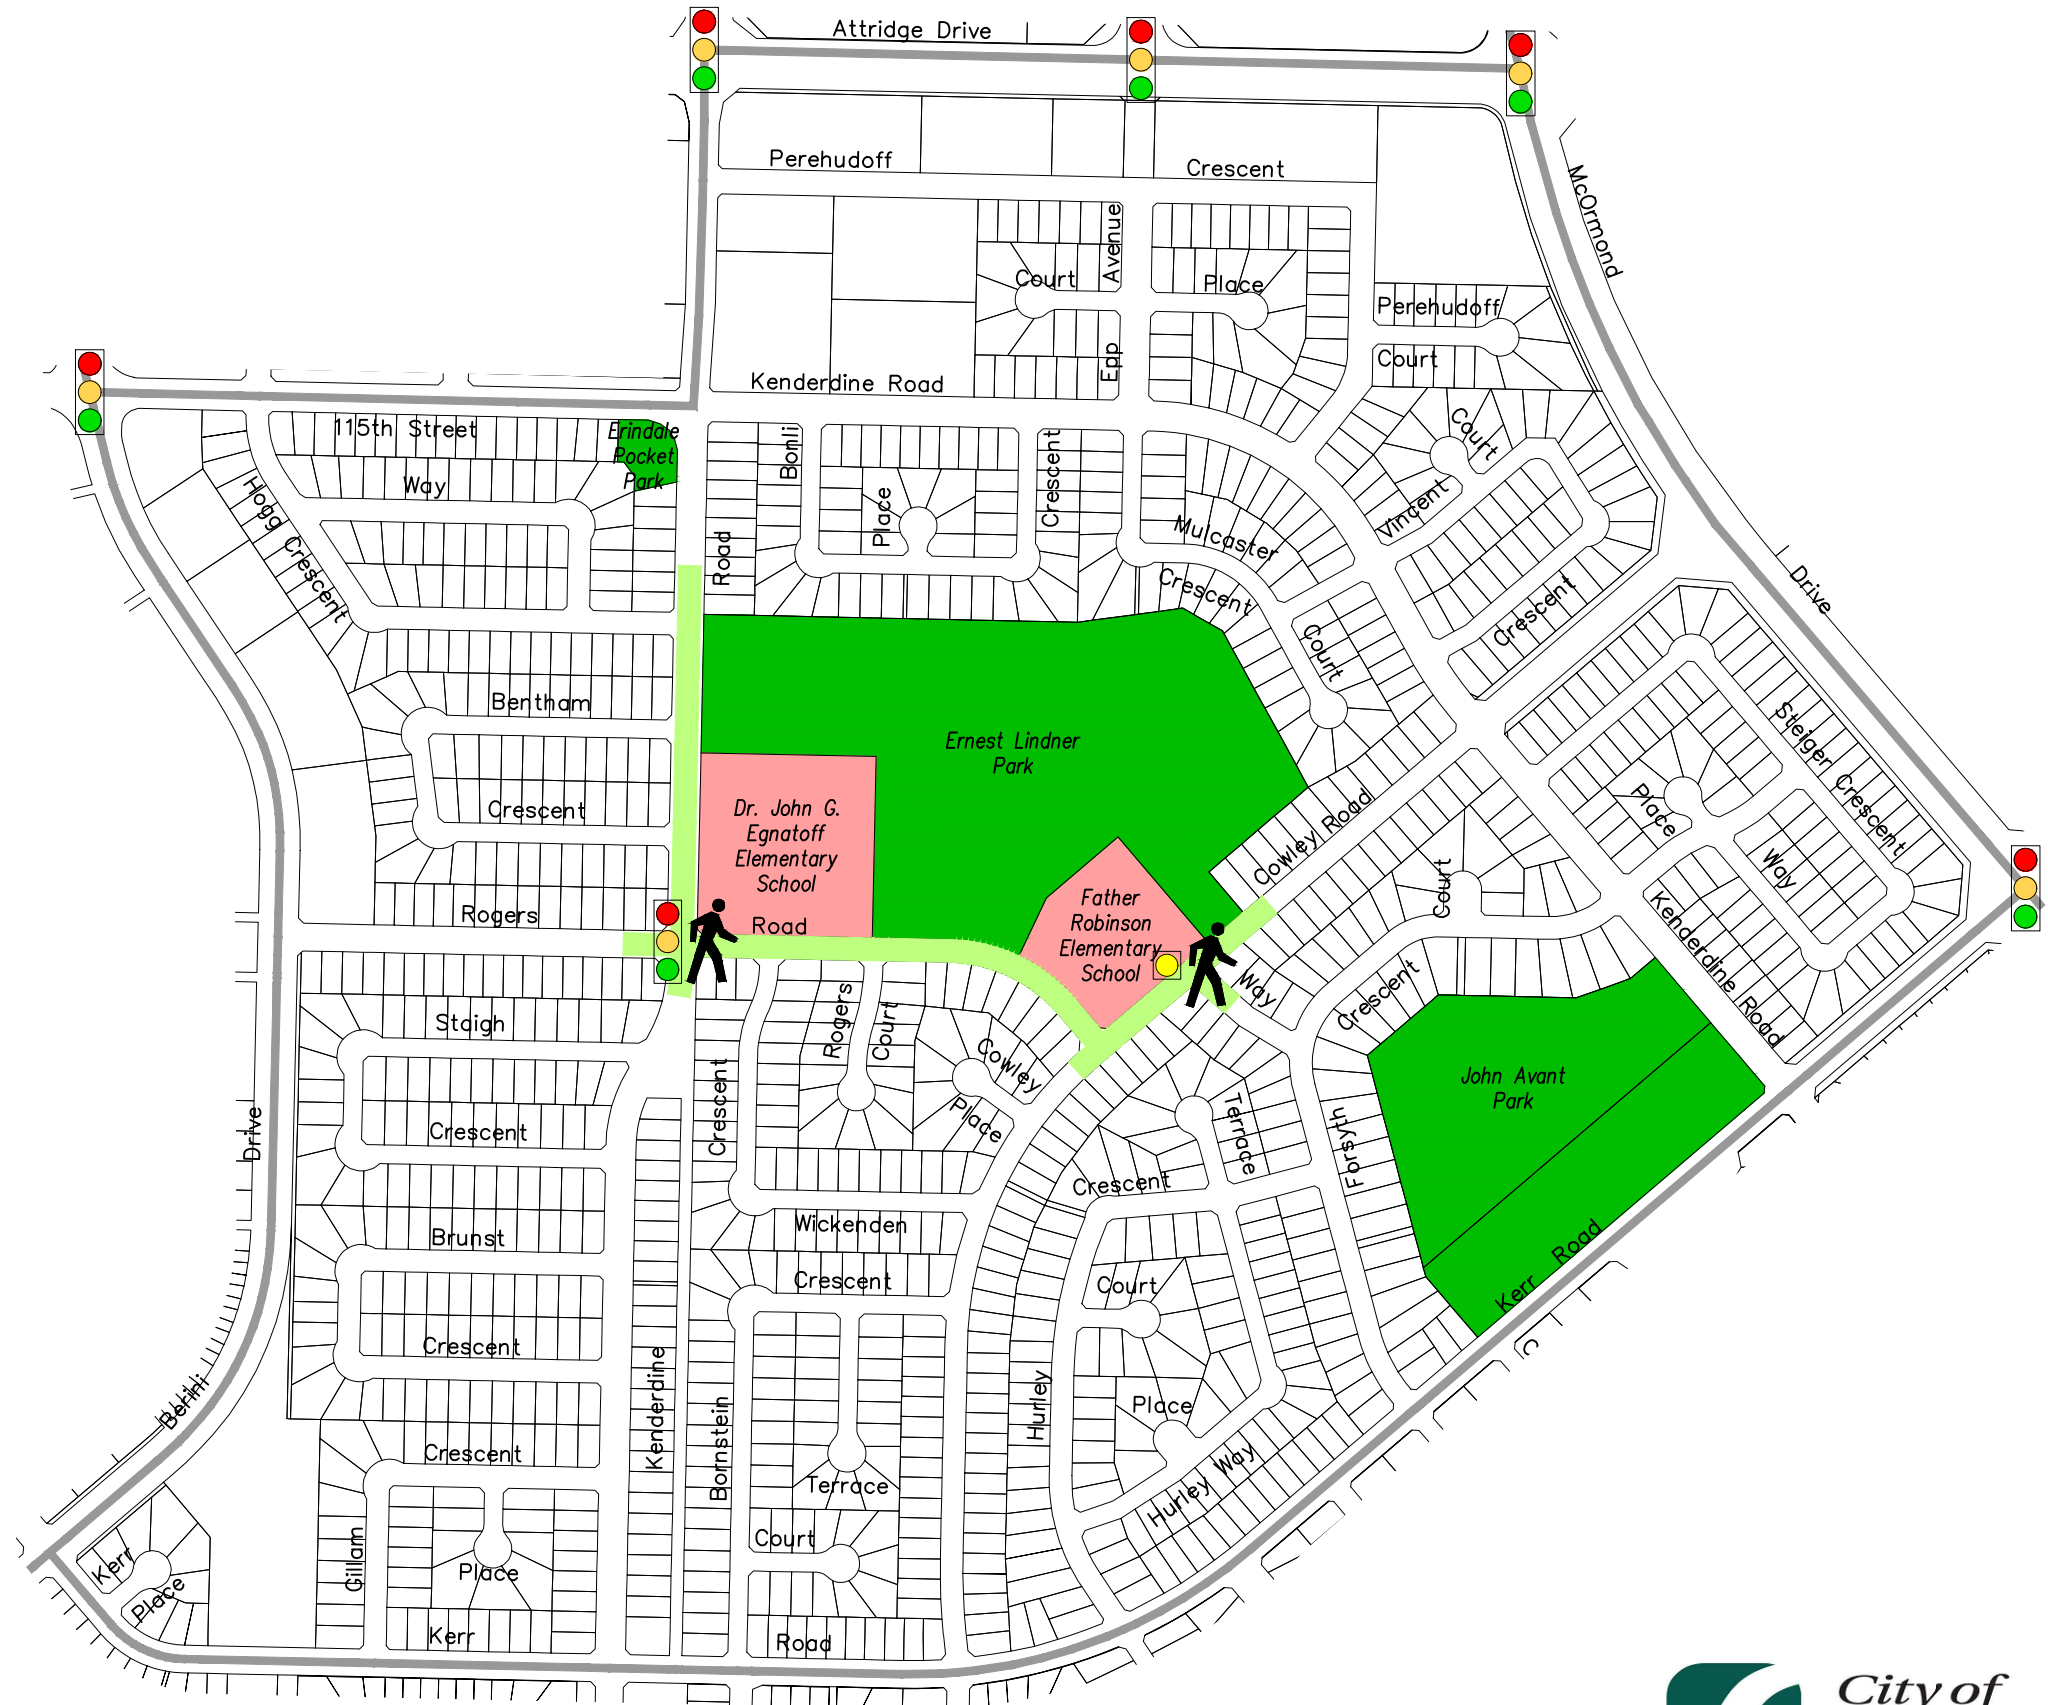 Attridge Drive
Perehudoff
Crescent
McOrmond
Avenue
Court
Place
Perehudoff
Court
Epp
Kenderdine Road
115th Street
Erindale
Pocket
Park
Way
Hogg Crescent
Road
Bonli
Place
Crescent
Court
Vincent
Mulcaster
Crescent
Court
Crescent
Drive
Bentham
Crescent
Ernest Lindner
Park
Steiger Crescent
Place
Way
Dr. John G.
Egnatoff
Elementary
School
Cowley Road
Court
Father
Robinson
Elementary
School
Rogers
Road
Way
Crescent
Kenderdine Road
Staigh
Rogers
Court
Cowley
Place
Crescent
John Avant
Park
Crescent
Drive
Terrace
Forsyth
Crescent
Brunst
Wickenden
Crescent
Court
Kerr Road
Crescent
Kenderdine
Bornstein
Hurley
Place
C
Berini
Crescent
Terrace
Hurley Way
Gillam
Court
Kerr
Place
Place
Kerr
Road
City of